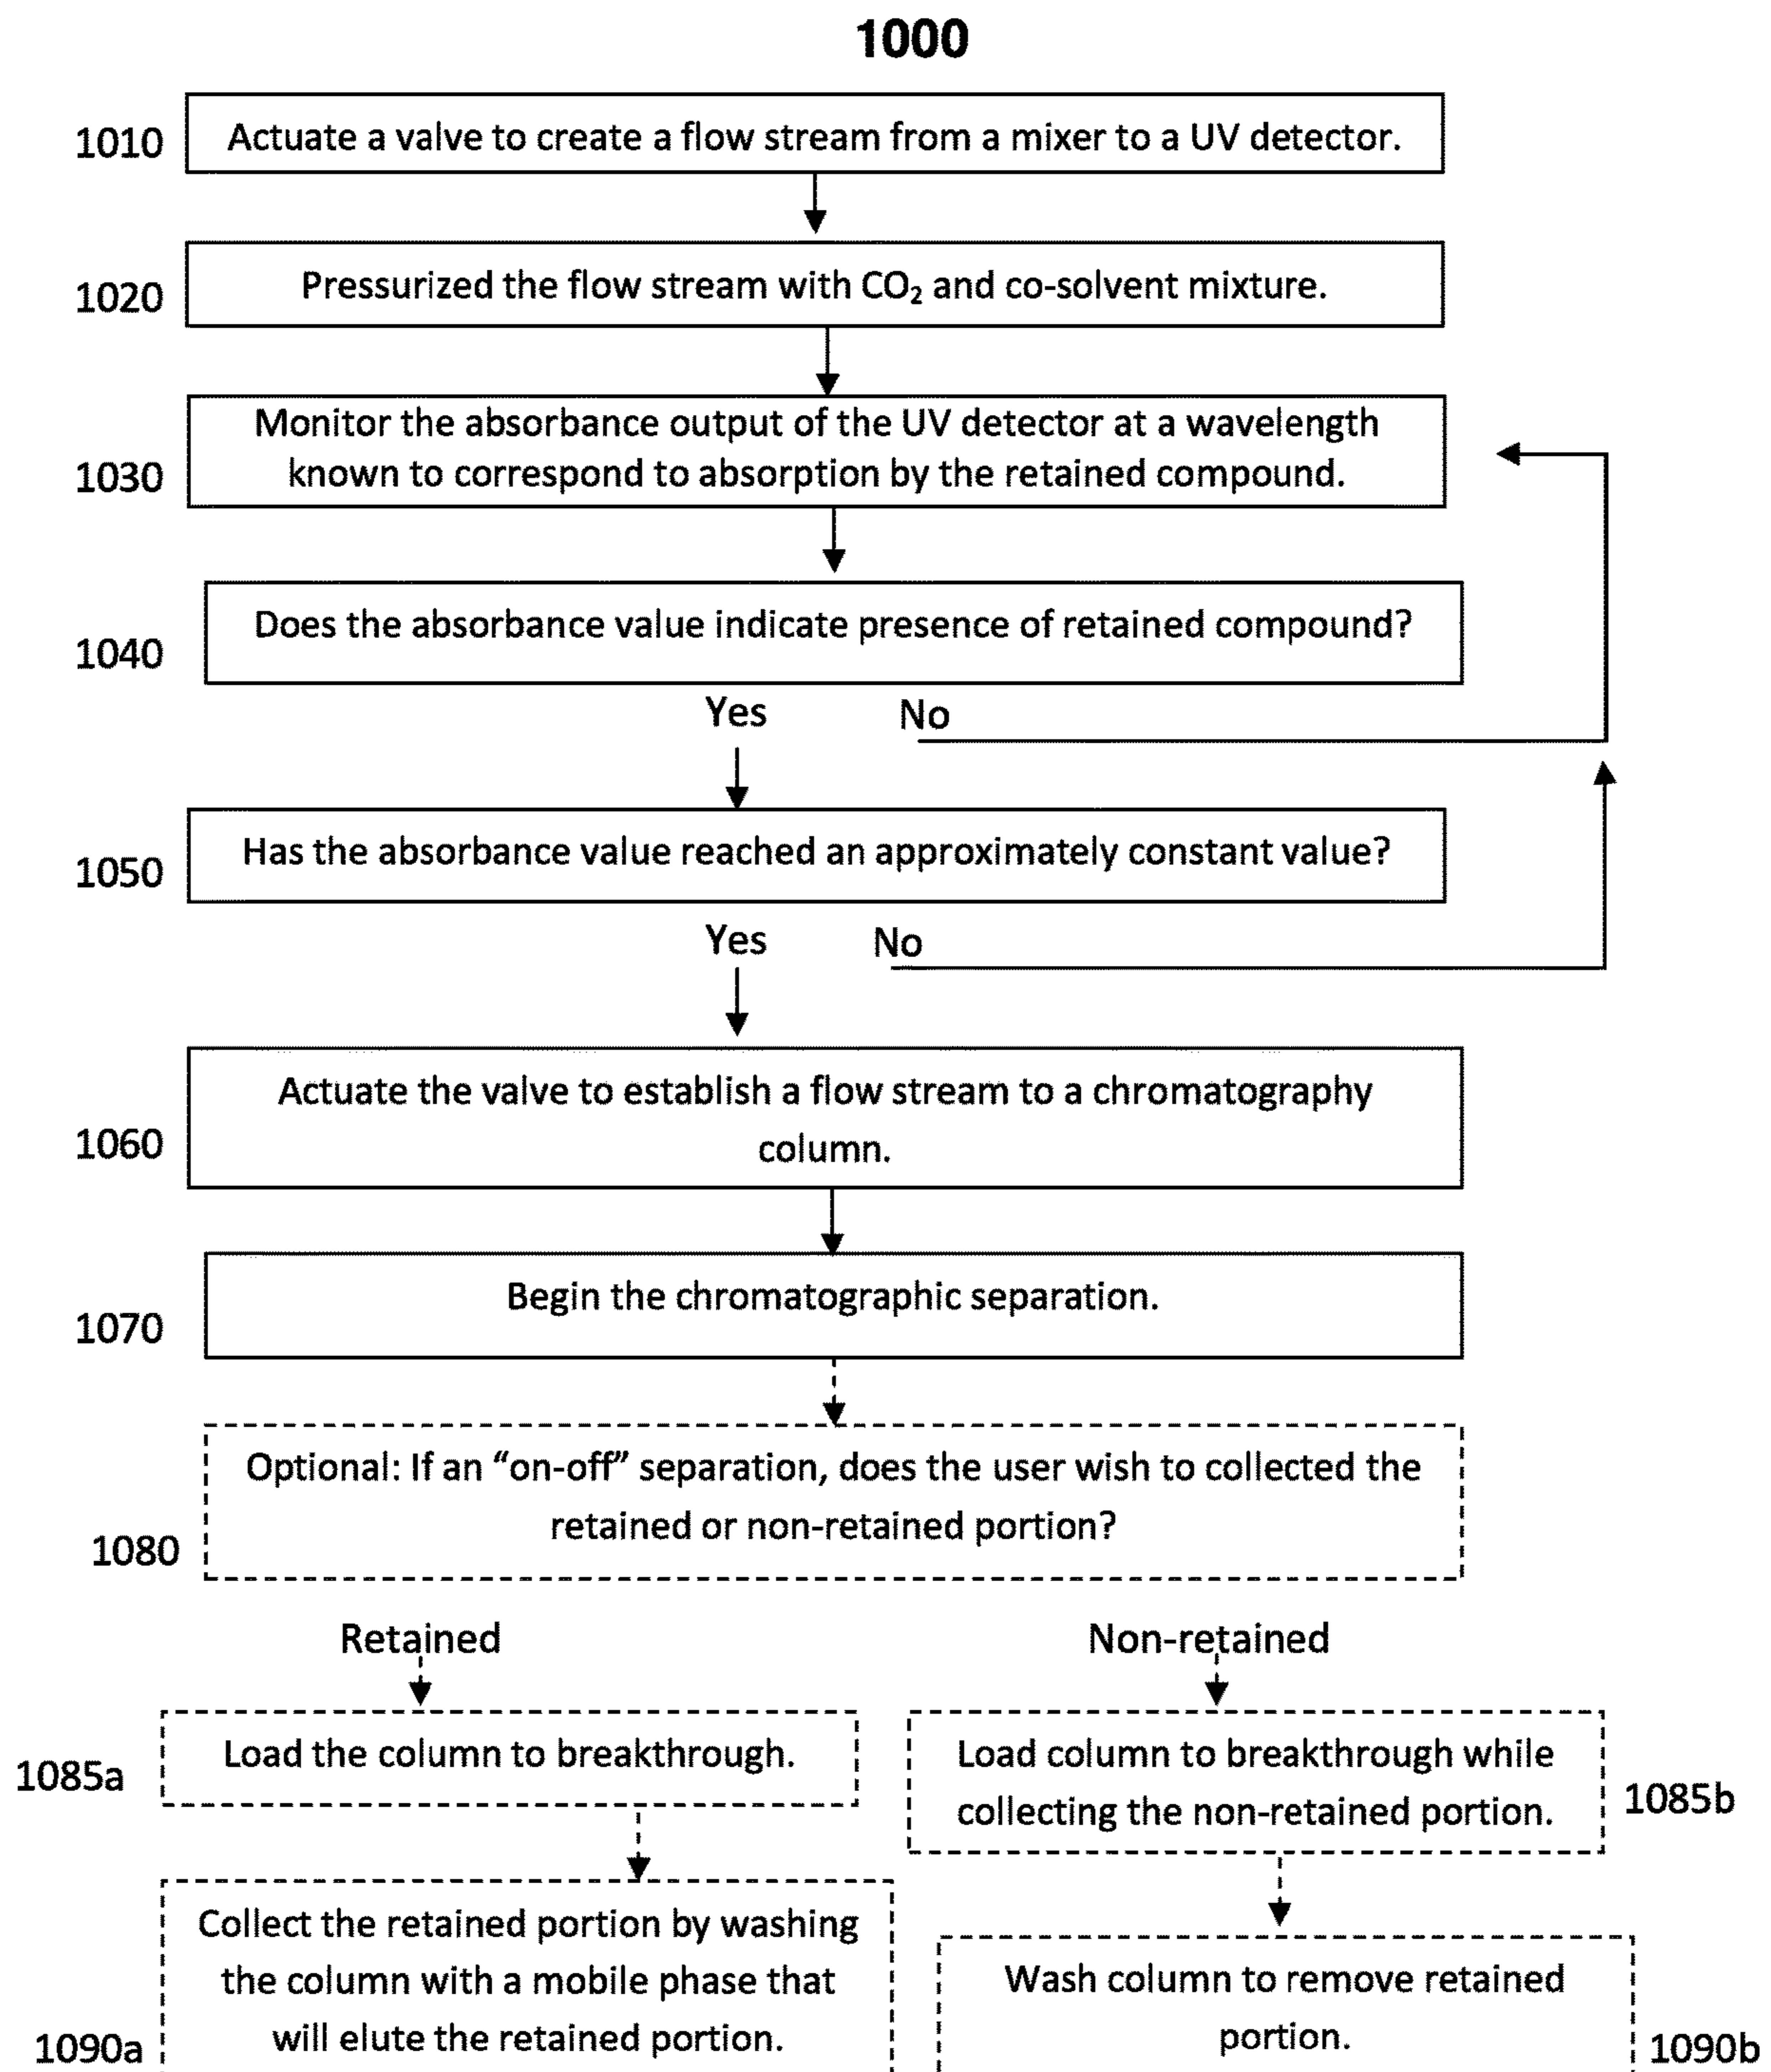 1000
1010
Actuate a valve to create a flow stream from a mixer to a UV detector.
1020
Pressurized the flow stream with CO₂ and co-solvent mixture.
Monitor the absorbance output of the UV detector at a wavelength
1030
known to correspond to absorption by the retained compound.
Does the absorbance value indicate presence of retained compound?
1040
Yes
No
Has the absorbance value reached an approximately constant value?
1050
Yes
No
Actuate the valve to establish a flow stream to a chromatography
column.
1060
Begin the chromatographic separation.
1070
Optional: If an “on-off” separation, does the user wish to collected the
retained or non-retained portion?
1080
Retained
Non-retained
1085a
Load the column to breakthrough.
Load column to breakthrough while
collecting the non-retained portion.
1085b
Collect the retained portion by washing
the column with a mobile phase that
will elute the retained portion.
1090a
Wash column to remove retained
portion.
1090b